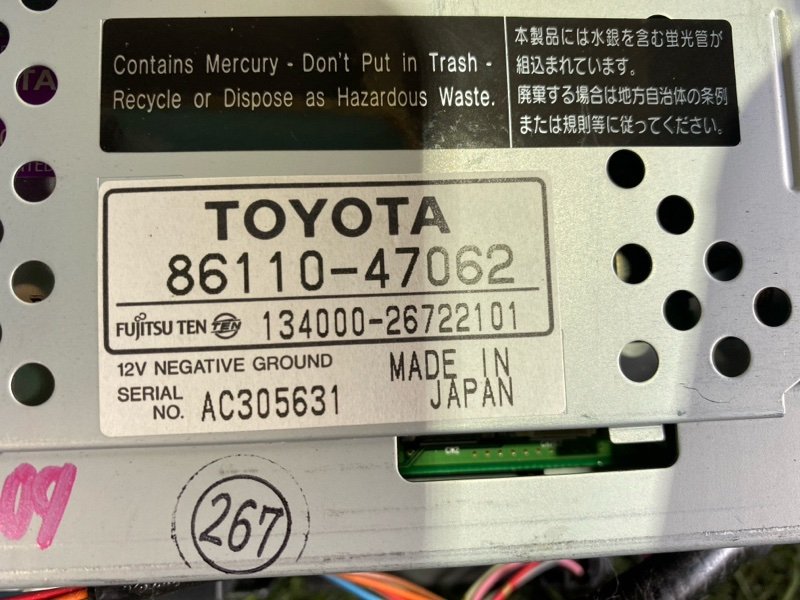 Contains Mercury - Don't Put in Trash -
Recycle or Dispose as Hazardous Waste.
本製品には水銀を含む蛍光管が
組込まれています。
廃棄する場合は地方自治体の条例
または規則等に従ってください。
TOYOTA
86110-47062
FUJITSU TEN TEN 134000-26722101
12V NEGATIVE GROUND
SERIAL
NO. AC305631
MADE IN
JAPAN
09
267